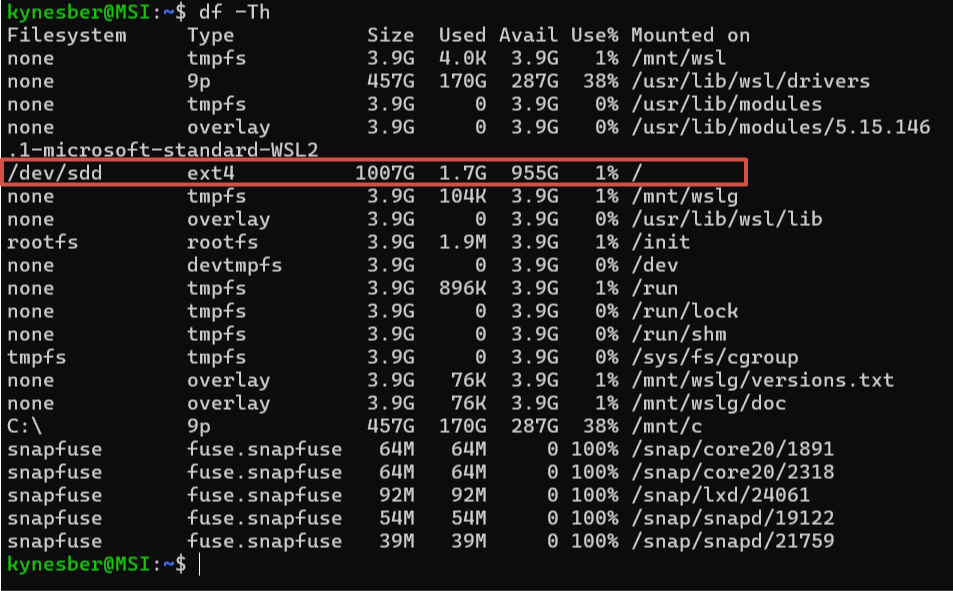 kynesber@MSI:~$ df -Th
Filesystem     Type           Size  Used Avail Use% Mounted on
none           tmpfs          3.9G  4.0K  3.9G   1% /mnt/wsl
none           9p             457G  170G  287G  38% /usr/lib/wsl/drivers
none           tmpfs          3.9G     0  3.9G   0% /usr/lib/modules
none           overlay        3.9G     0  3.9G   0% /usr/lib/modules/5.15.146
.1-microsoft-standard-WSL2
/dev/sdd       ext4          1007G  1.7G  955G   1% /
none           tmpfs          3.9G  104K  3.9G   1% /mnt/wslg
none           overlay        3.9G     0  3.9G   0% /usr/lib/wsl/lib
rootfs         rootfs         3.9G  1.9M  3.9G   1% /init
none           devtmpfs       3.9G     0  3.9G   0% /dev
none           tmpfs          3.9G  896K  3.9G   1% /run
none           tmpfs          3.9G     0  3.9G   0% /run/lock
none           tmpfs          3.9G     0  3.9G   0% /run/shm
tmpfs          tmpfs          3.9G     0  3.9G   0% /sys/fs/cgroup
none           overlay        3.9G   76K  3.9G   1% /mnt/wslg/versions.txt
none           overlay        3.9G   76K  3.9G   1% /mnt/wslg/doc
C:\            9p             457G  170G  287G  38% /mnt/c
snapfuse       fuse.snapfuse   64M   64M     0 100% /snap/core20/1891
snapfuse       fuse.snapfuse   64M   64M     0 100% /snap/core20/2318
snapfuse       fuse.snapfuse   92M   92M     0 100% /snap/lxd/24061
snapfuse       fuse.snapfuse   54M   54M     0 100% /snap/snapd/19122
snapfuse       fuse.snapfuse   39M   39M     0 100% /snap/snapd/21759
kynesber@MSI:~$